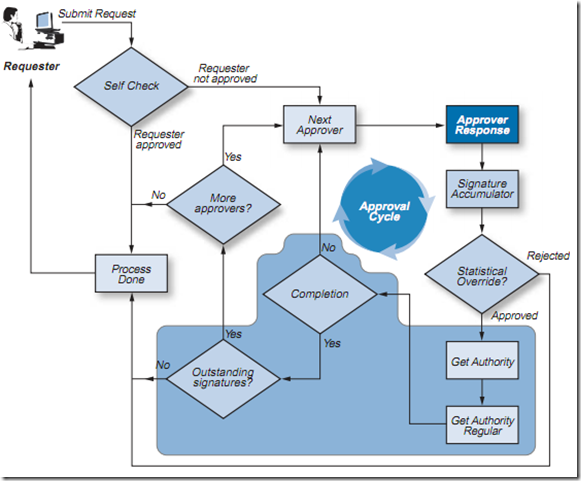 Submit Request
Requester
Self Check
Requester
not approved
Requester
approved
Next
Approver
Approver
Response
Yes
No
More
approvers?
Approval
Cycle
Signature
Accumulator
Process
Done
No
Completion
Statistical
Override?
Rejected
Approved
Yes
Yes
No
Outstanding
signatures?
Get Authority
Get Authority
Regular